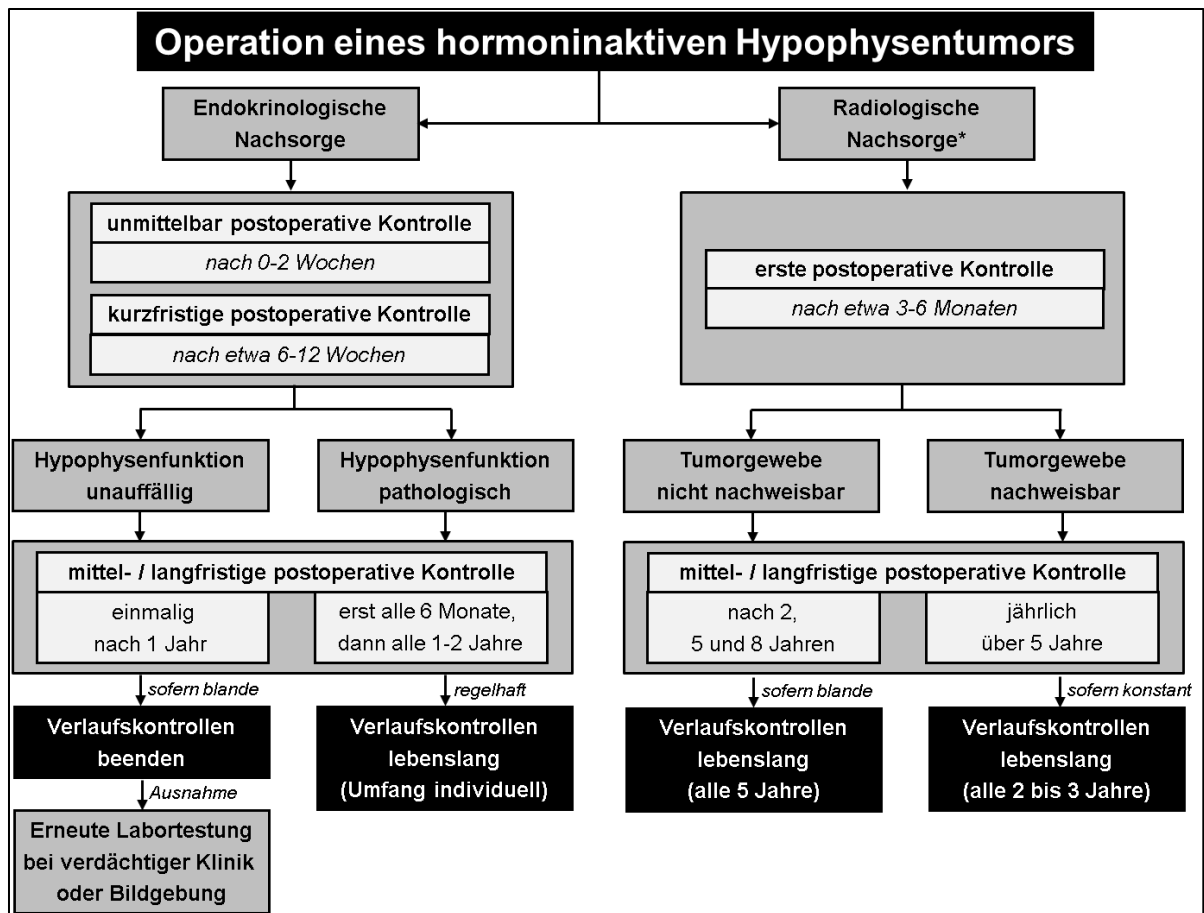 Operation eines hormoninaktiven Hypophysentumors
Endokrinologische
Nachsorge
Radiologische
Nachsorge*
unmittelbar postoperative Kontrolle
nach 0-2 Wochen
kurzfristige postoperative Kontrolle
nach etwa 6-12 Wochen
erste postoperative Kontrolle
nach etwa 3-6 Monaten
Hypophysenfunktion
unauffällig
Hypophysenfunktion
pathologisch
Tumorgewebe
nicht nachweisbar
Tumorgewebe
nachweisbar
mittel- / langfristige postoperative Kontrolle
einmalig
nach 1 Jahr
erst alle 6 Monate,
dann alle 1-2 Jahre
mittel- / langfristige postoperative Kontrolle
nach 2,
5 und 8 Jahren
jährlich
über 5 Jahre
sofern blande
regelhaft
sofern blande
sofern konstant
Verlaufskontrollen
beenden
Verlaufskontrollen
lebenslang
(Umfang individuell)
Verlaufskontrollen
lebenslang
(alle 5 Jahre)
Verlaufskontrollen
lebenslang
(alle 2 bis 3 Jahre)
Ausnahme
Erneute Labortestung
bei verdächtiger Klinik
oder Bildgebung